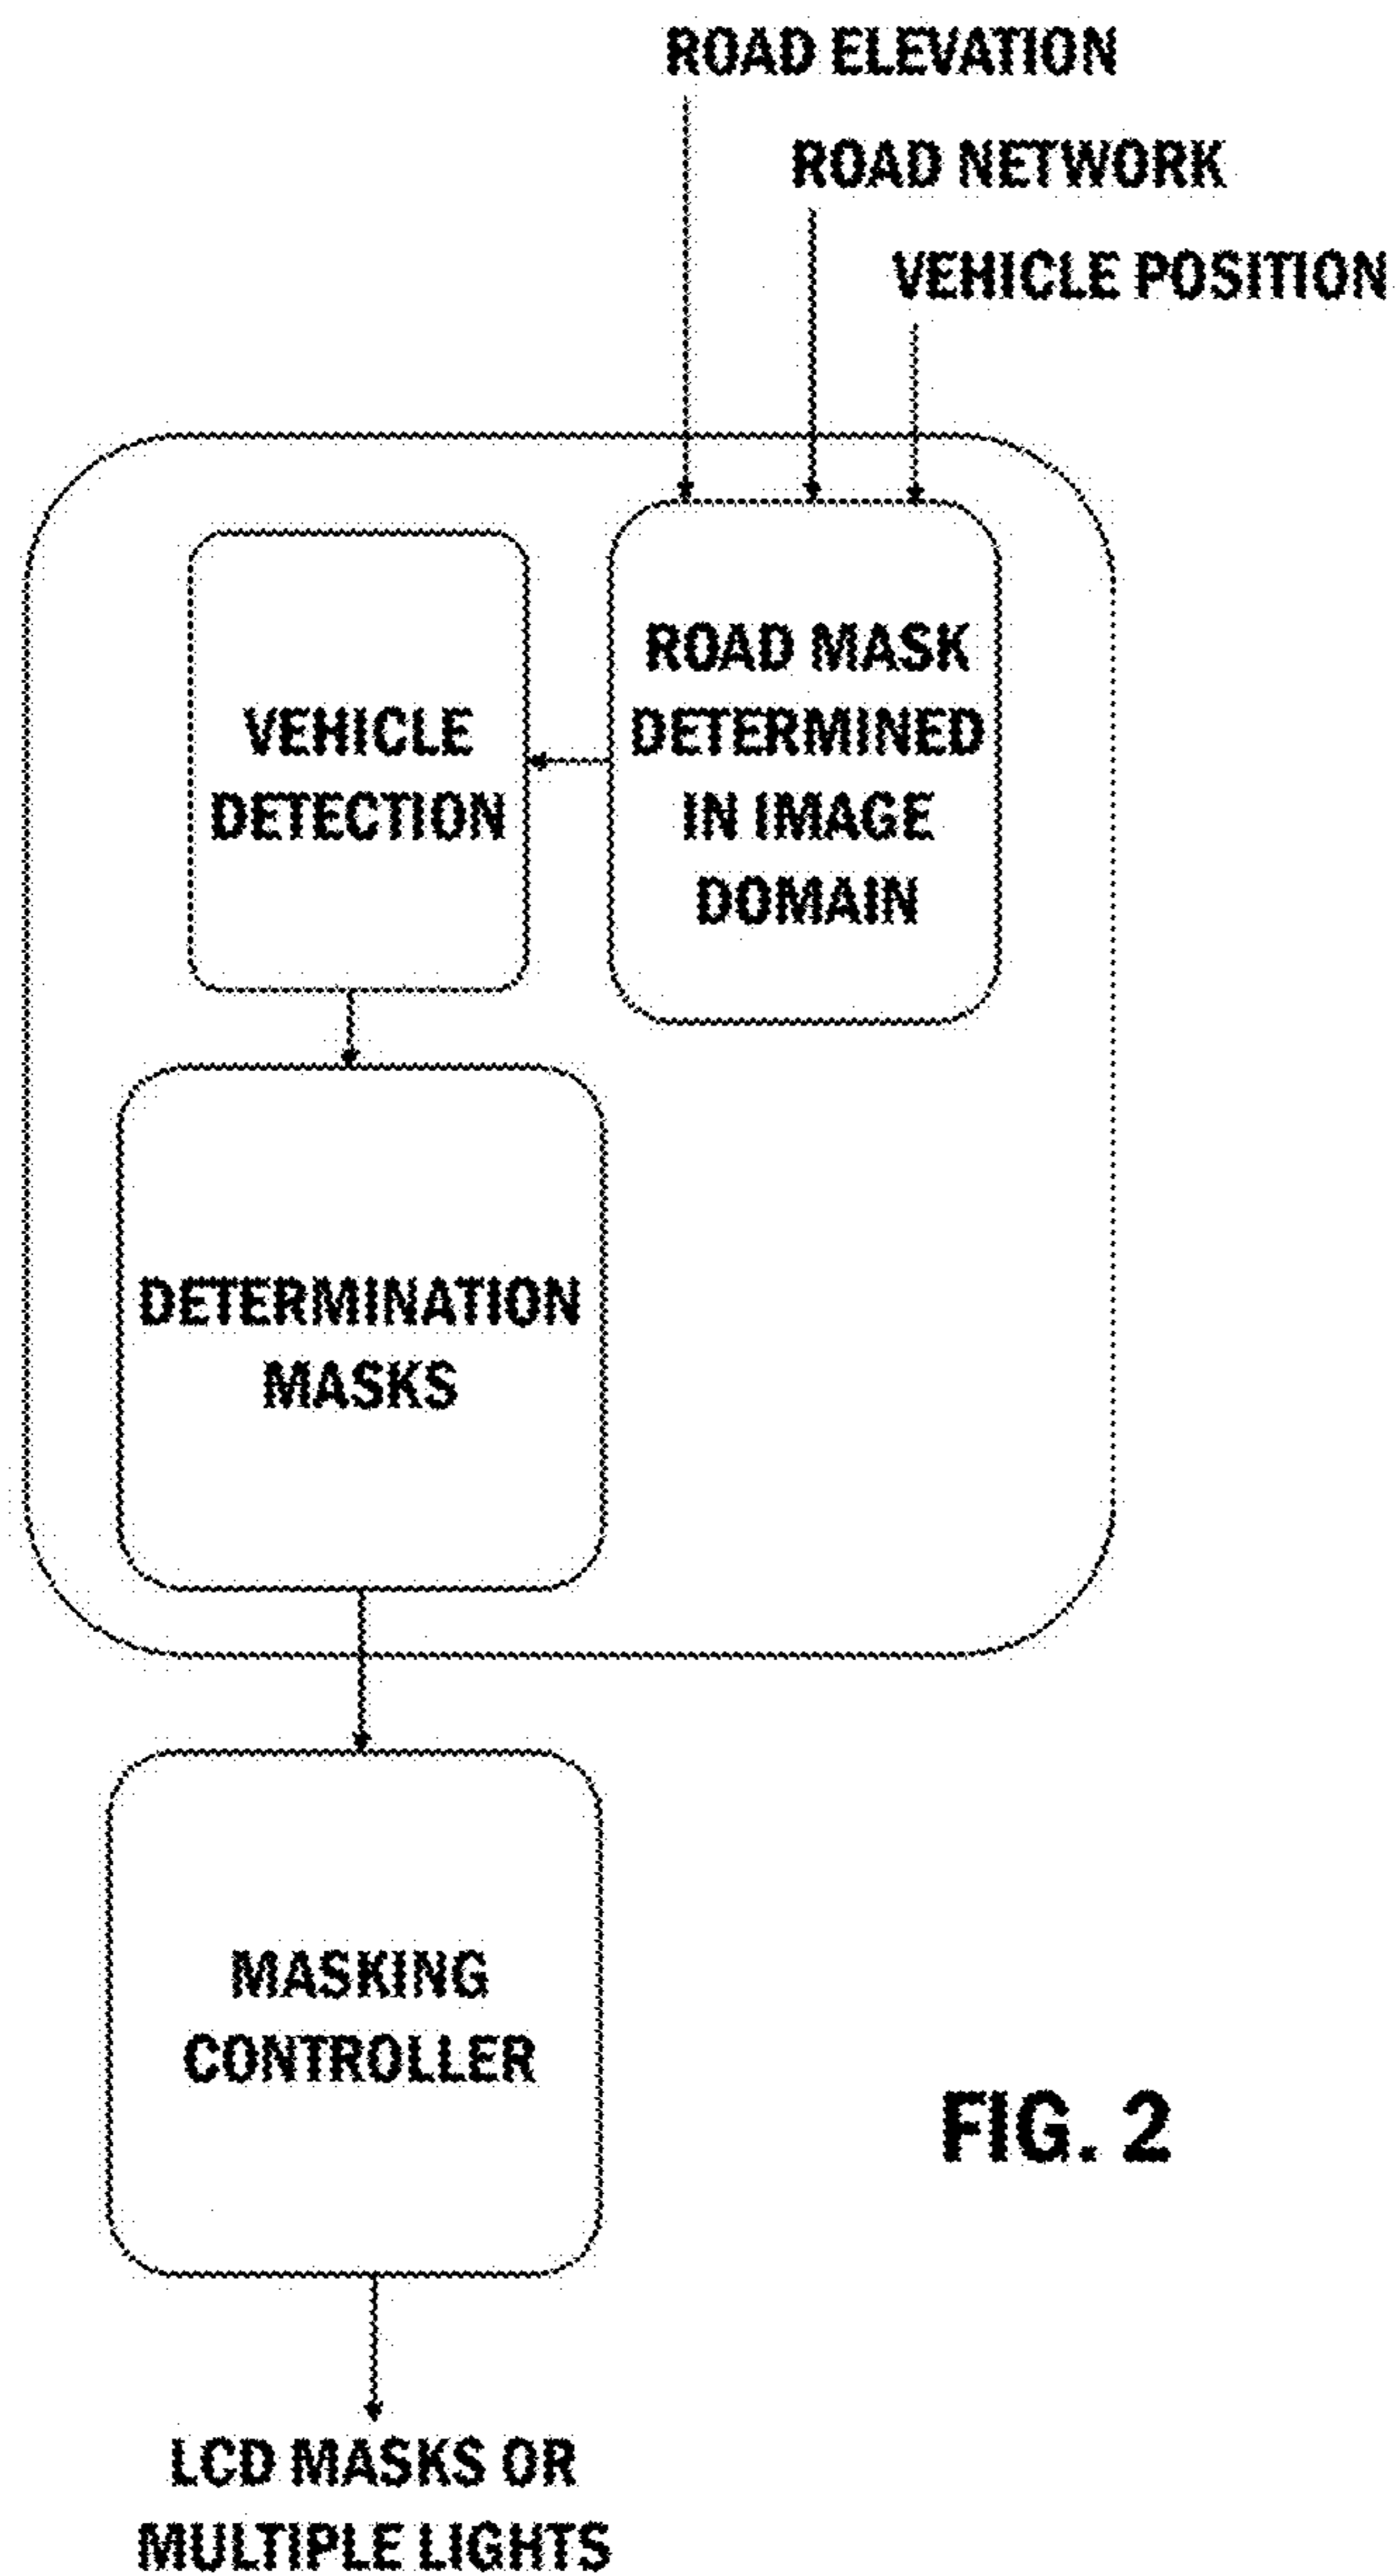 ROAD ELEVATION
ROAD NETWORK
VEHICLE POSITION
VEHICLE
DETECTION
ROAD MASK
DETERMINED
IN IMAGE
DOMAIN
DETERMINATION
MASKS
MASKING
CONTROLLER
FIG. 2
LCD MASKS OR
MULTIPLE LIGHTS